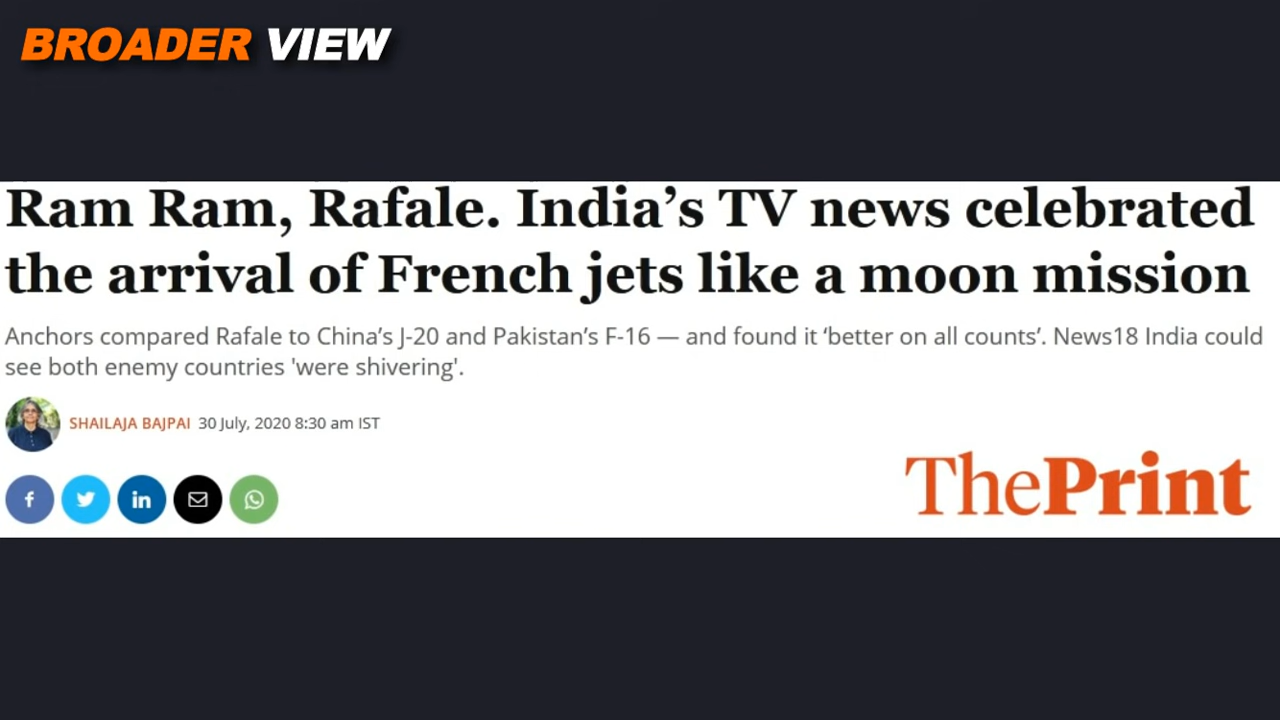 BROADER VIEW
Ram Ram, Rafale. India’s TV news celebrated
the arrival of French jets like a moon mission
Anchors compared Rafale to China’s J-20 and Pakistan’s F-16 — and found it ‘better on all counts’. News18 India could
see both enemy countries 'were shivering'.
SHAILAJA BAJPAI 30 July, 2020 8:30 am IST
f
in
ThePrint